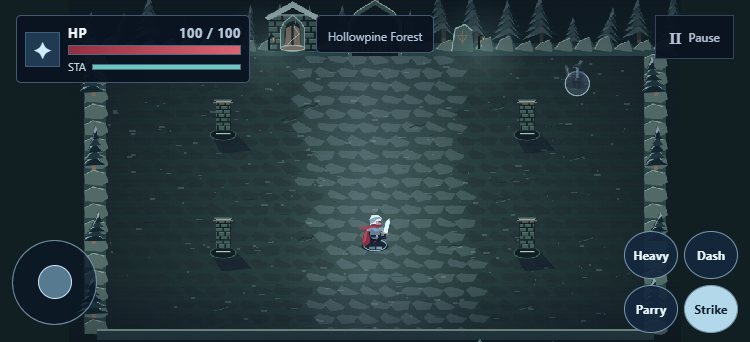 HP 100 / 100
STA
Hollowpine Forest
Pause
Heavy
Dash
Parry
Strike